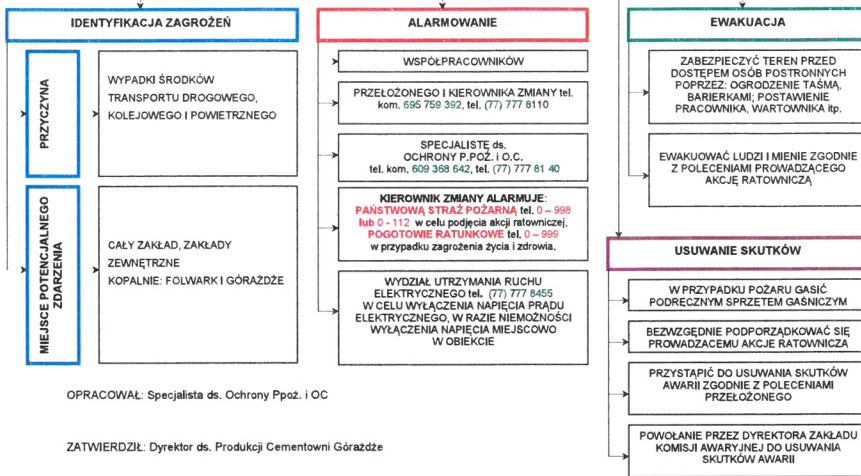 IDENTYFIKACJA ZAGROŻEŃ
PRZYCZYNA
WYPADKI ŚRODKÓW
TRANSPORTU DROGOWEGO,
KOLEJOWEGO I POWIETRZNEGO
MIEJSCE POTENCJALNEGO
ZDARZENIA
CAŁY ZAKŁAD, ZAKŁADY
ZEWNĘTRZNE
KOPALNIE: FOLWARK I GÓRAŻDŻE
ALARMOWANIE
WSPÓŁPRACOWNIKÓW
PRZEŁOŻONEGO I KIEROWNIKA ZMIANY tel.
kom. 695 759 392, tel. (77) 777 8110
SPECJALISTĘ ds.
OCHRONY P.POŻ. i O.C.
tel. kom. 609 368 642, tel. (77) 777 81 40
KIEROWNIK ZMIANY ALARMUJE:
PAŃSTWOWĄ STRAŻ POŻARNĄ tel. 0 – 998
lub 0 - 112 w celu podjęcia akcji ratowniczej,
POGOTOWIE RATUNKOWE tel. 0 – 999
w przypadku zagrożenia życia i zdrowia.
WYDZIAŁ UTRZYMANIA RUCHU
ELEKTRYCZNEGO tel. (77) 777 8455
W CELU WYŁĄCZENIA NAPIĘCIA PRĄDU
ELEKTRYCZNEGO, W RAZIE NIEMOŻNOŚCI
WYŁĄCZENIA NAPIĘCIA MIEJSCOWO
W OBIEKCIE
EWAKUACJA
ZABEZPIECZYĆ TEREN PRZED
DOSTĘPEM OSÓB POSTRONNYCH
POPRZEZ: OGRODZENIE TAŚMĄ,
BARIERKAMI; POSTAWIENIE
PRACOWNIKA, WARTOWNIKA itp.
EWAKUOWAĆ LUDZI I MIENIE ZGODNIE
Z POLECENIAMI PROWADZĄCEGO
AKCJĘ RATOWNICZĄ
USUWANIE SKUTKÓW
W PRZYPADKU POŻARU GASIĆ
PODRĘCZNYM SPRZĘTEM GAŚNICZYM
BEZWZGLĘDNIE PODPORZĄDKOWAĆ SIĘ
PROWADZĄCEMU AKCJĘ RATOWNICZĄ
PRZYSTĄPIĆ DO USUWANIA SKUTKÓW
AWARII ZGODNIE Z POLECENIAMI
PRZEŁOŻONEGO
POWOŁANIE PRZEZ DYREKTORA ZAKŁADU
KOMISJI AWARYJNEJ DO USUWANIA
SKUTKÓW AWARII
OPRACOWAŁ: Specjalista ds. Ochrony Ppoż. i OC
ZATWIERDZIŁ: Dyrektor ds. Produkcji Cementowni Górażdże